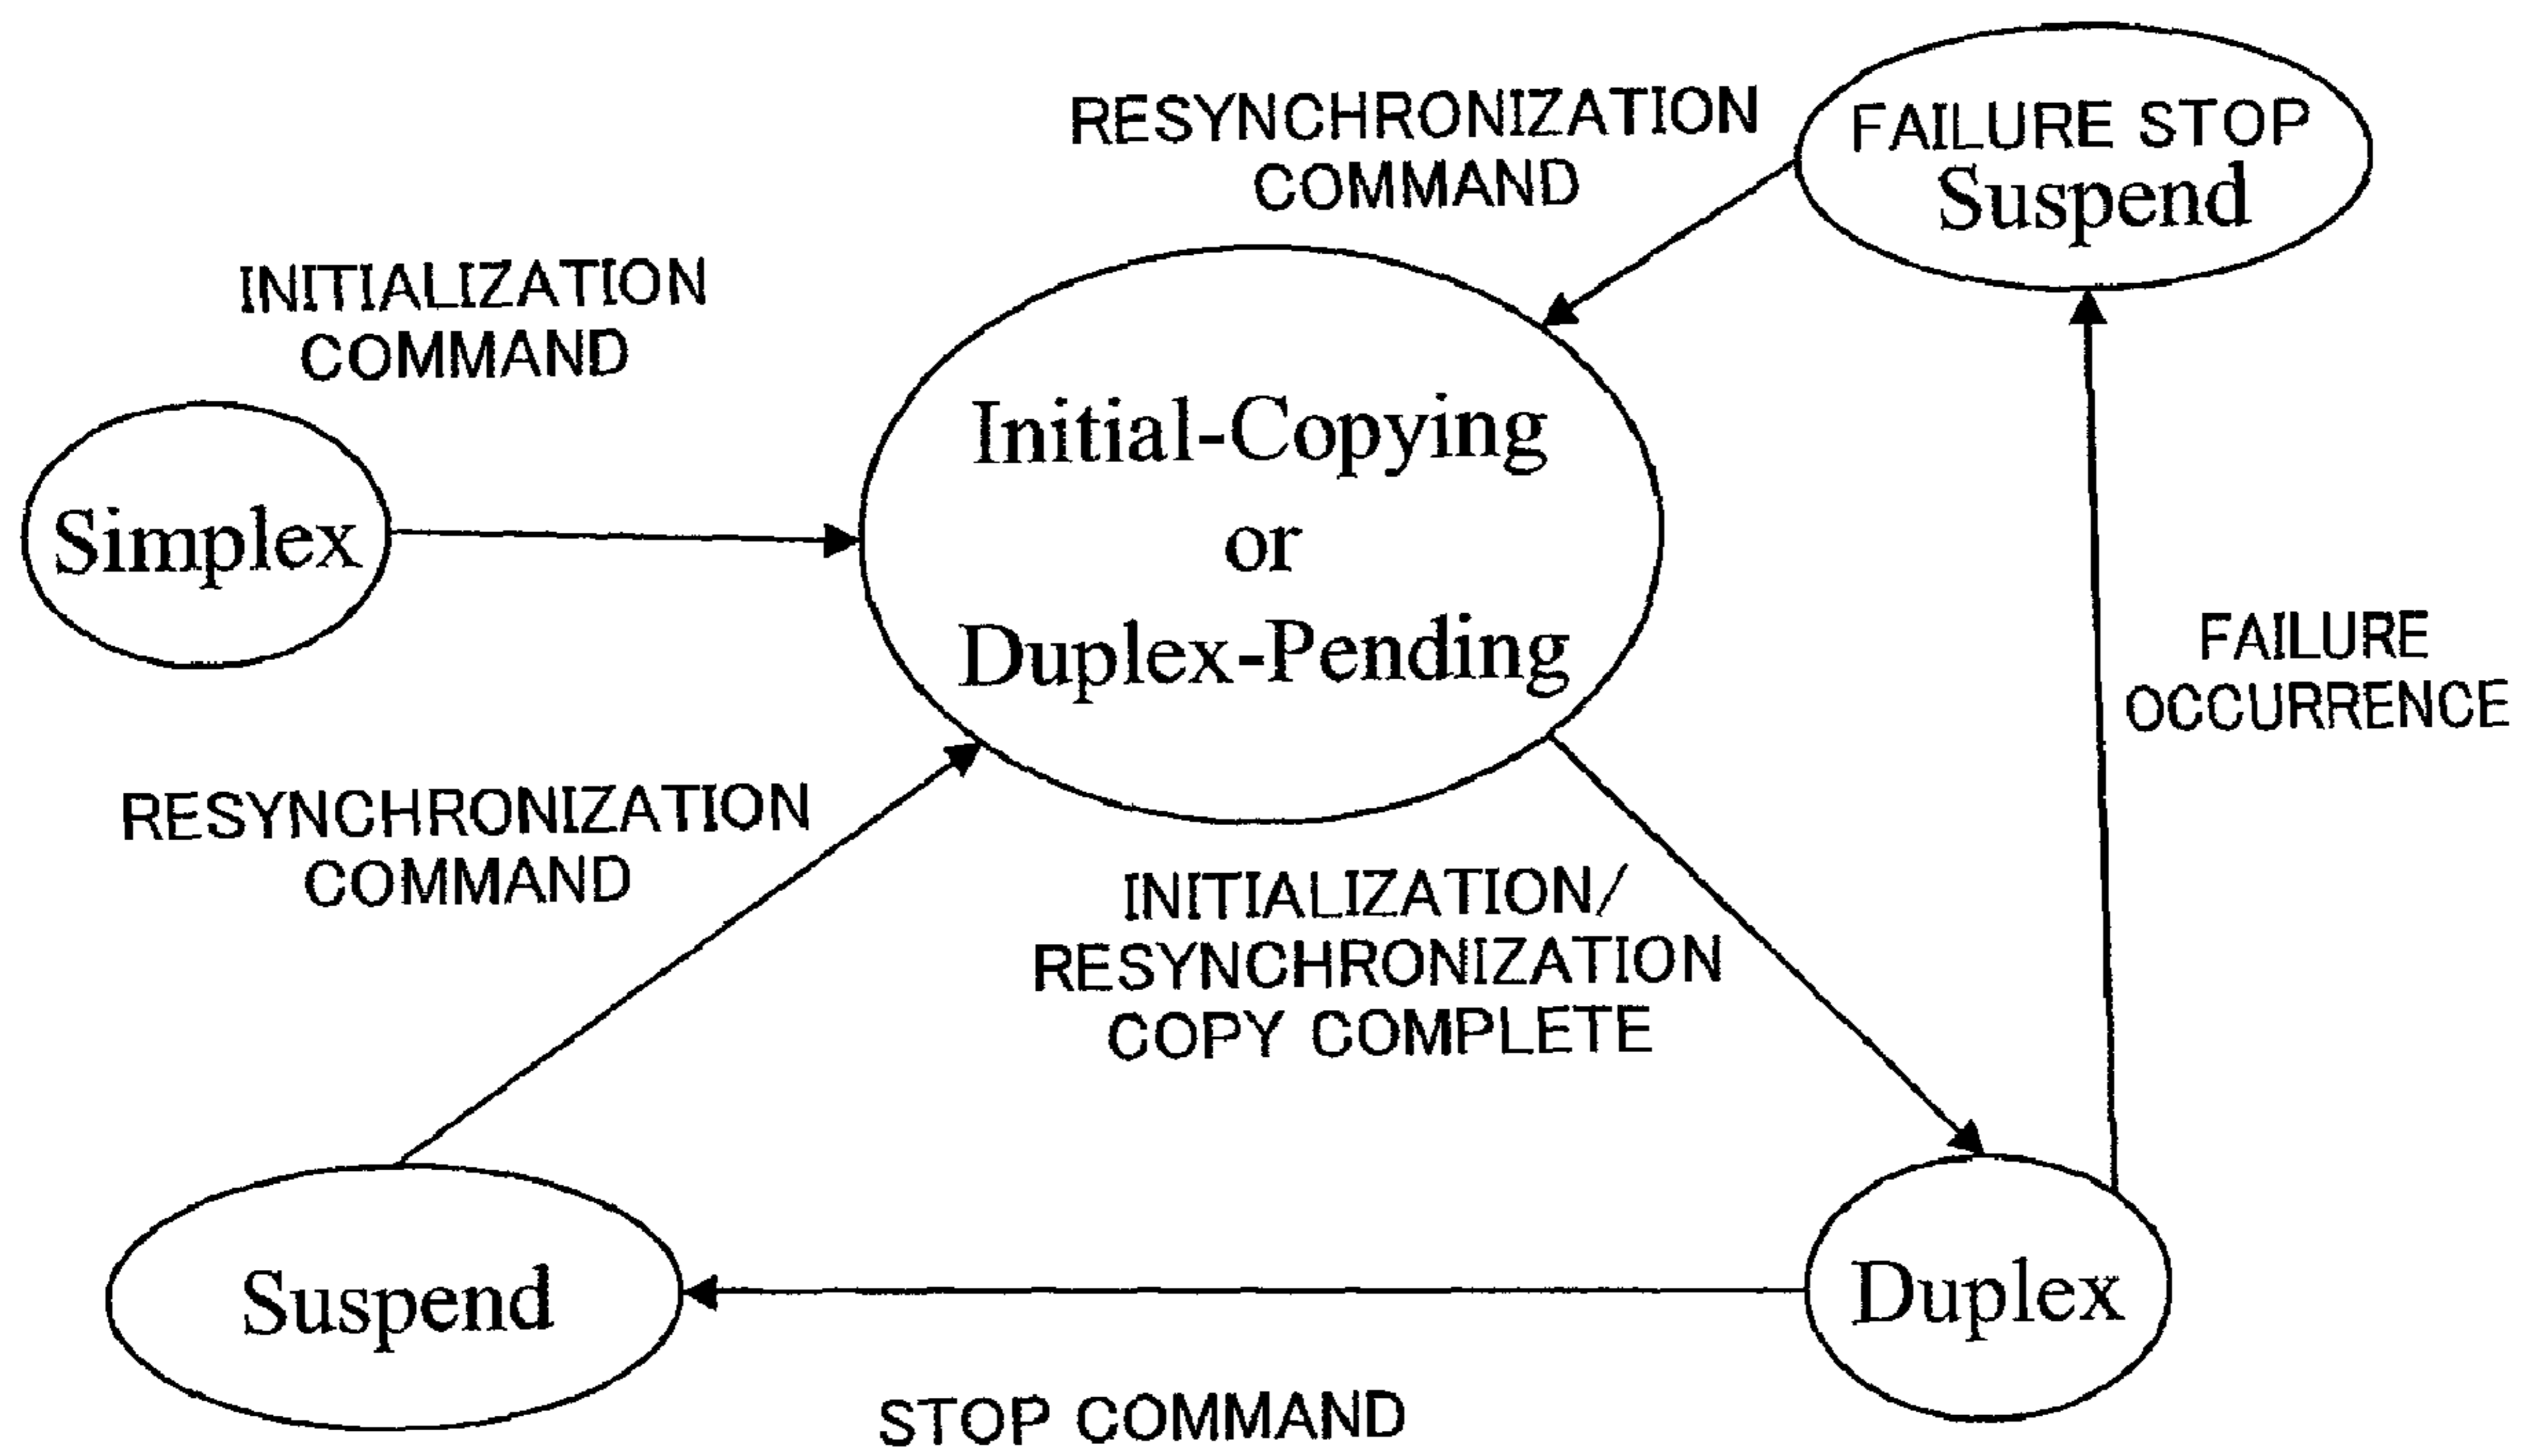 RESYNCHRONIZATION
COMMAND
FAILURE STOP
Suspend
INITIALIZATION
COMMAND
Simplex
Initial-Copying
or
Duplex-Pending
FAILURE
OCCURRENCE
RESYNCHRONIZATION
COMMAND
INITIALIZATION/
RESYNCHRONIZATION
COPY COMPLETE
Suspend
Duplex
STOP COMMAND